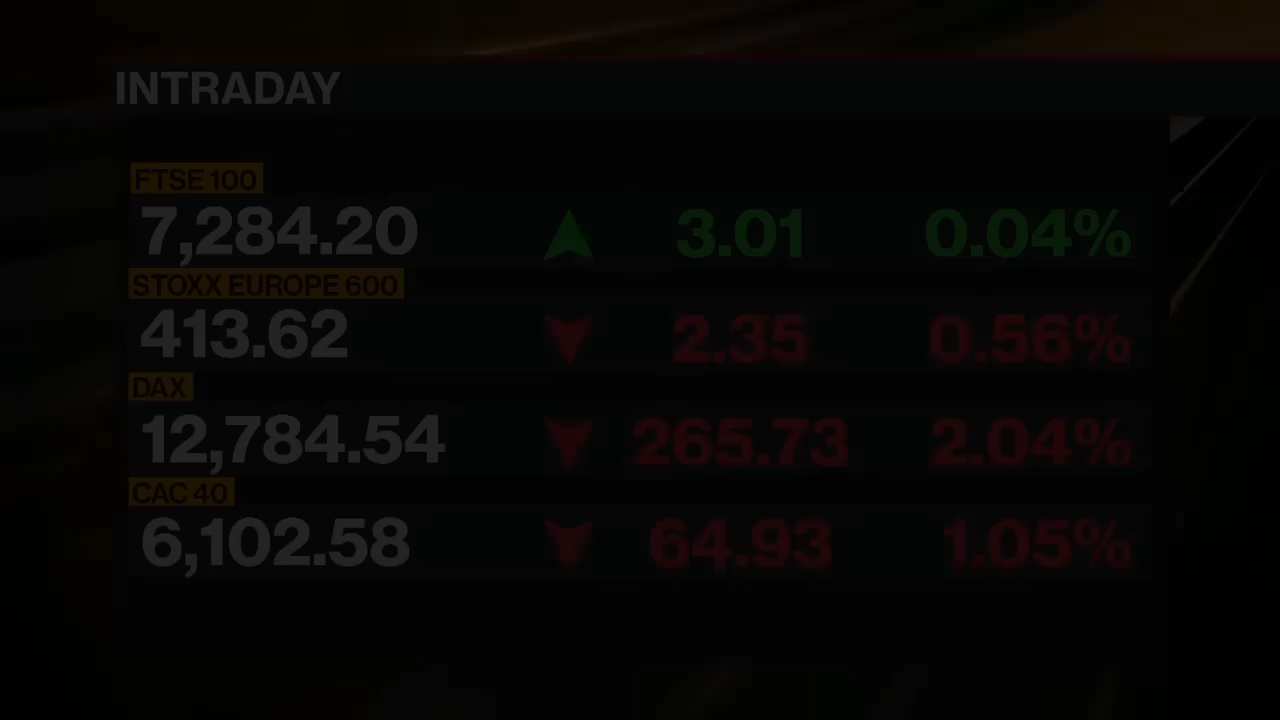 INTRADAY
FTSE 100
7,284.20 3.01 0.04%
STOXX EUROPE 600
413.62 2.35 0.56%
DAX
12,784.54 265.73 2.04%
CAC 40
6,102.58 64.93 1.05%